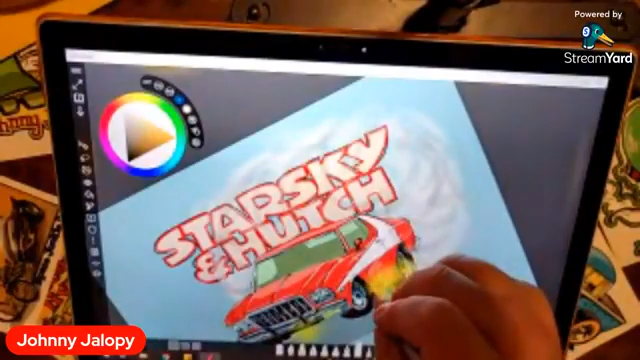 Powered by
StreamYard
STARSKY
& HUTCH
Johnny Jalopy